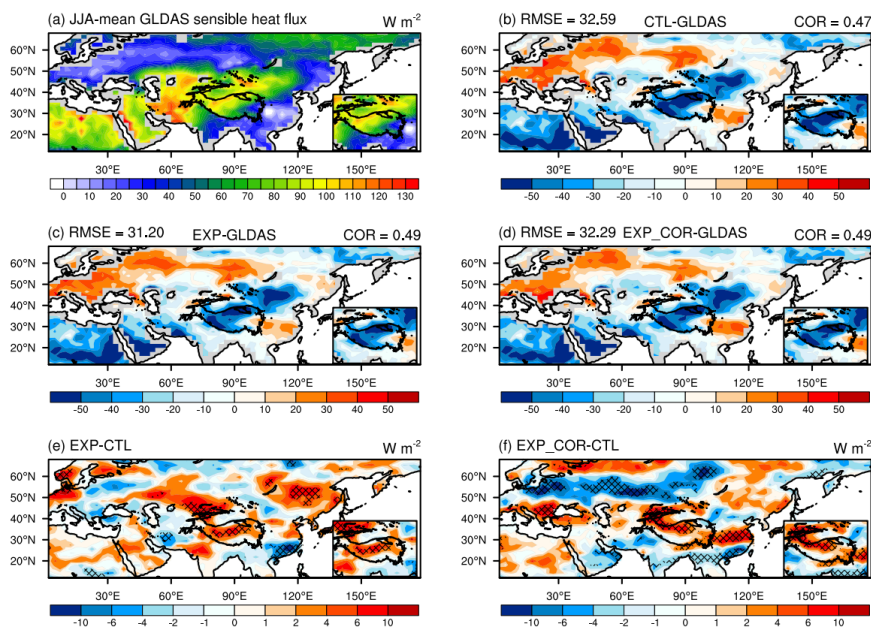 (a) JJA-mean GLDAS sensible heat flux W m-2
60°N
50°N
40°N
30°N
20°N
30°E 60°E 90°E 120°E 150°E
0 10 20 30 40 50 60 70 80 90 100 110 120 130
(b) RMSE = 32.59 CTL-GLDAS COR = 0.47
60°N
50°N
40°N
30°N
20°N
30°E 60°E 90°E 120°E 150°E
-50 -40 -30 -20 -10 0 10 20 30 40 50
(c) RMSE = 31.20 EXP-GLDAS COR = 0.49
60°N
50°N
40°N
30°N
20°N
30°E 60°E 90°E 120°E 150°E
-50 -40 -30 -20 -10 0 10 20 30 40 50
(d) RMSE = 32.29 EXP_COR-GLDAS COR = 0.49
60°N
50°N
40°N
30°N
20°N
30°E 60°E 90°E 120°E 150°E
-50 -40 -30 -20 -10 0 10 20 30 40 50
(e) EXP-CTL W m-2
60°N
50°N
40°N
30°N
20°N
30°E 60°E 90°E 120°E 150°E
-10 -6 -4 -2 -1 0 1 2 4 6 10
(f) EXP_COR-CTL W m-2
60°N
50°N
40°N
30°N
20°N
30°E 60°E 90°E 120°E 150°E
-10 -6 -4 -2 -1 0 1 2 4 6 10